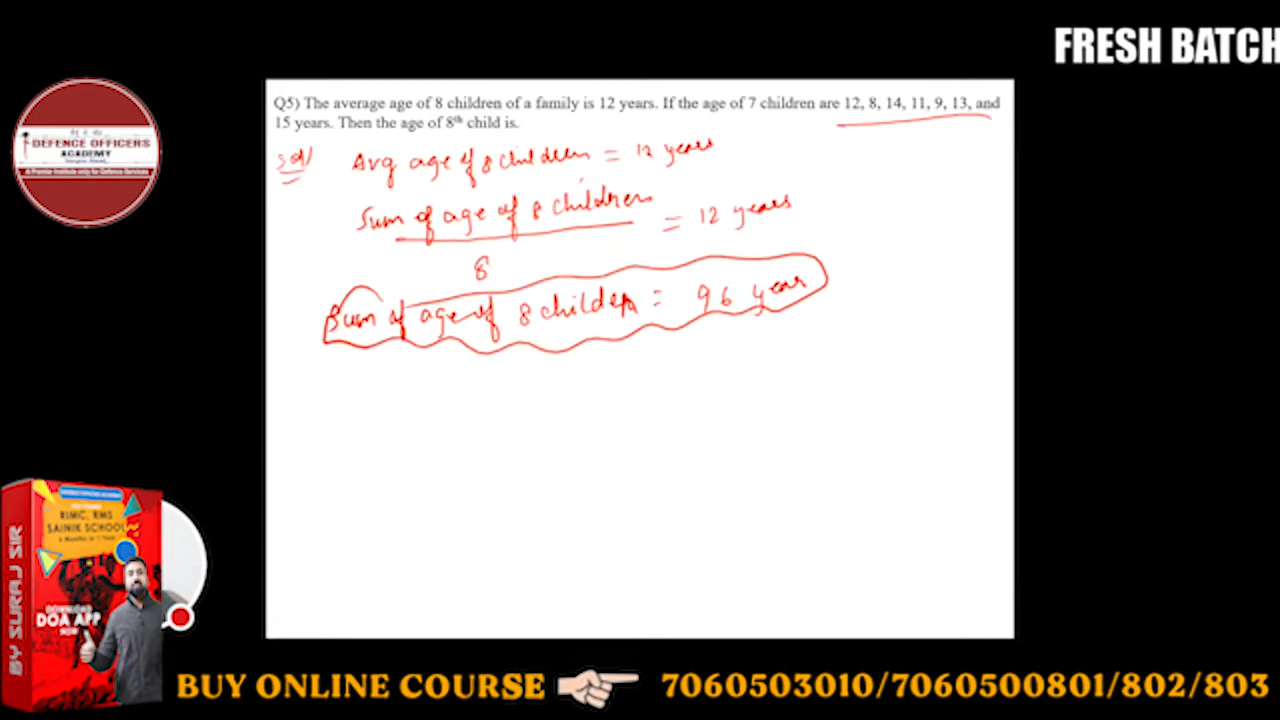 FRESH BATCH
DEFENCE OFFICERS
ACADEMY
Q5) The average age of 8 children of a family is 12 years. If the age of 7 children are 12, 8, 14, 11, 9, 13, and
15 years. Then the age of 8th child is.
Sol
Avg age of 8 children = 12 years
Sum of age of 8 children
= 12 years
8
Sum of age of 8 children = 96 year
RIMC, RMS
SAINIK SCHOOL
DOWNLOAD
DOA APP
NOW
BY SURAJ SIR
BUY ONLINE COURSE
7060503010/7060500801/802/803